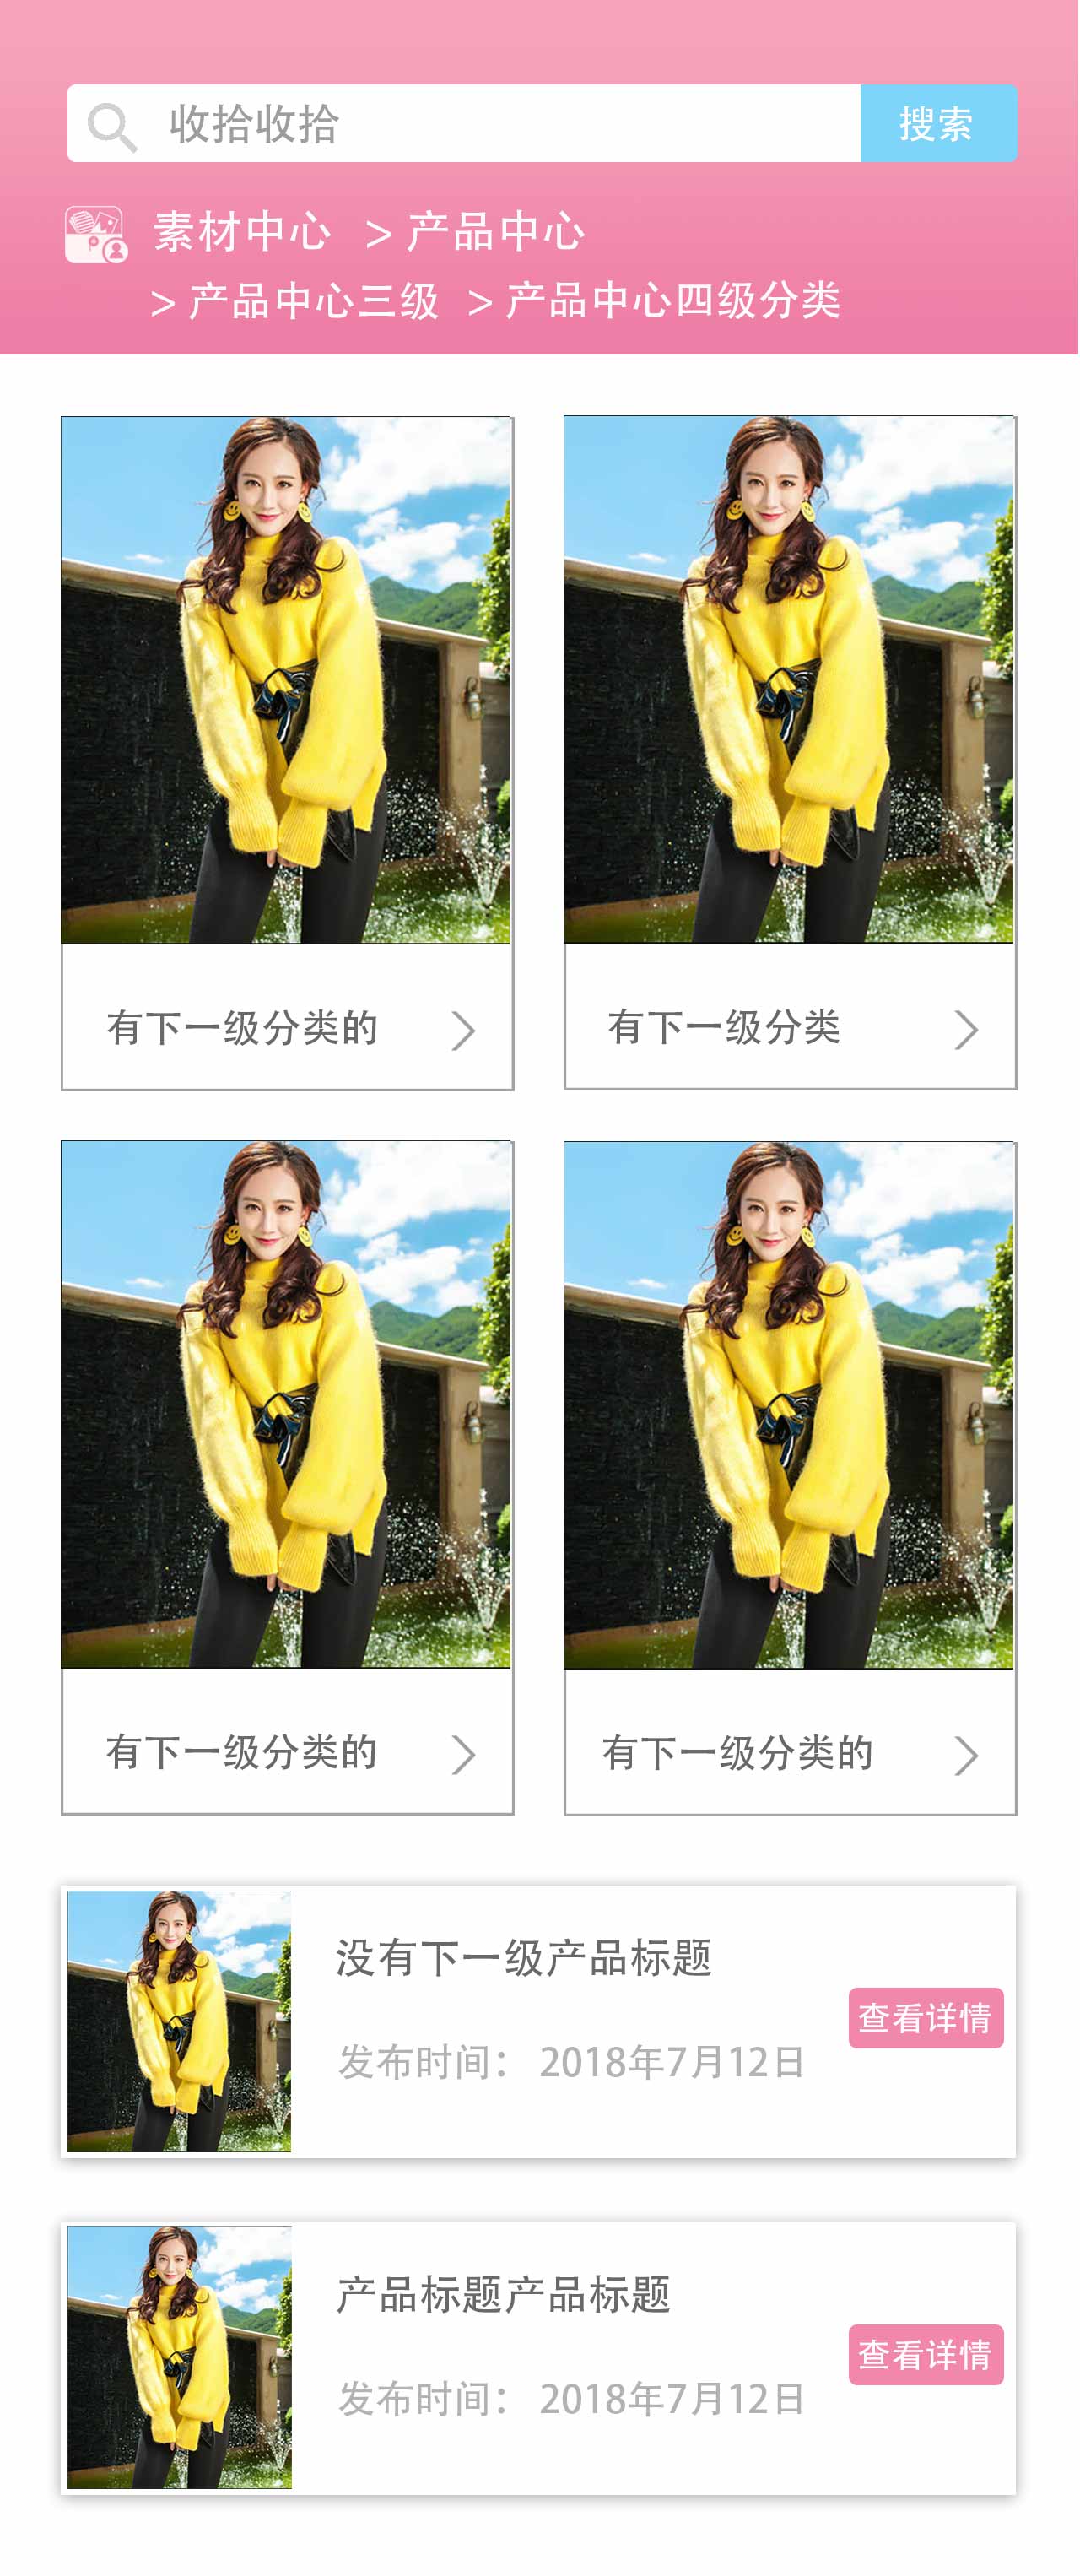 收拾收拾 搜索
素材中心 > 产品中心
> 产品中心三级 > 产品中心四级分类
有下一级分类的 有下一级分类
有下一级分类的 有下一级分类的
没有下一级产品标题
查看详情
发布时间： 2018年7月12日
产品标题产品标题
查看详情
发布时间： 2018年7月12日